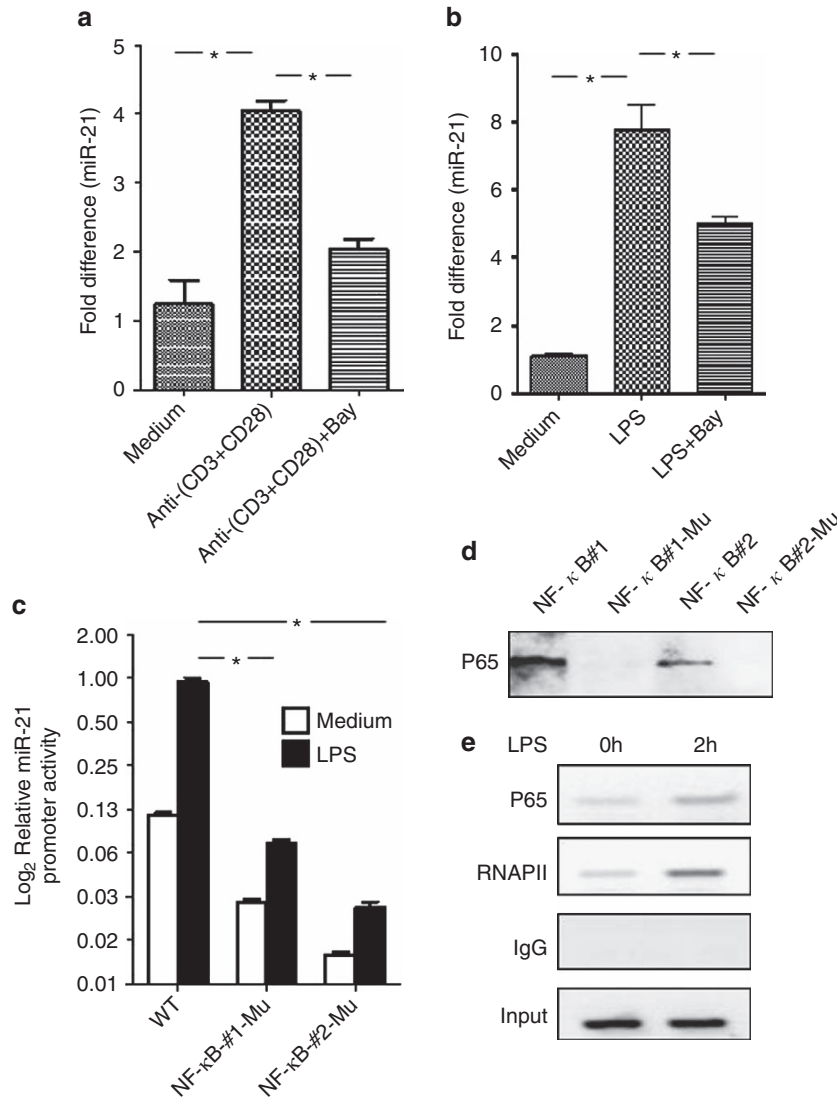 a
Fold difference (miR-21)
5
4
3
2
1
0
*
*
Medium
Anti-(CD3+CD28)
Anti-(CD3+CD28)+Bay
b
Fold difference (miR-21)
10
8
6
4
2
0
*
*
Medium
LPS
LPS+Bay
c
Log2 Relative miR-21
promoter activity
2.00
1.00
0.50
0.25
0.13
0.06
0.03
0.02
0.01
*
*
Medium
LPS
WT
NF-κB-#1-Mu
NF-κB-#2-Mu
d
NF- κ B#1
NF- κ B#1-Mu
NF- κ B#2
NF- κ B#2-Mu
P65
e
LPS 0h 2h
P65
RNAPII
IgG
Input